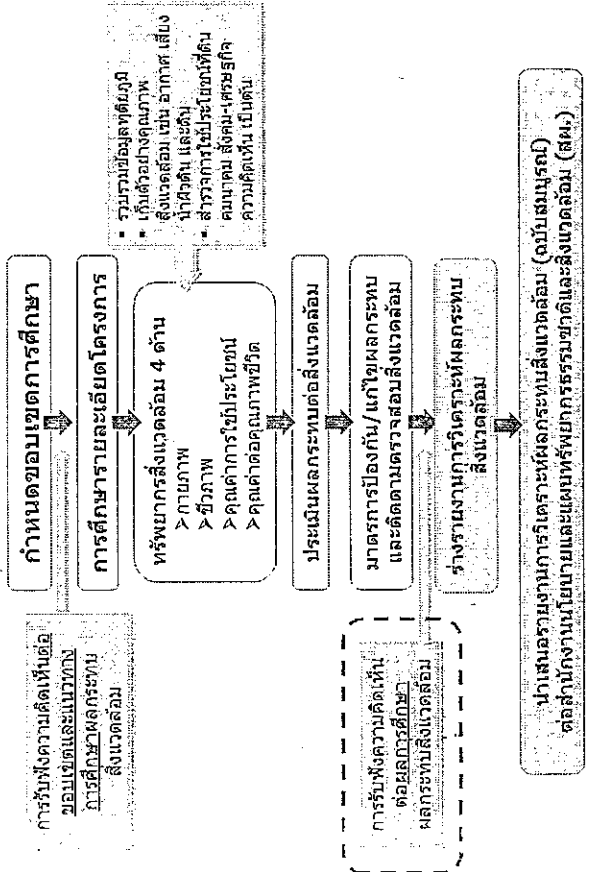 กำหนดขอบเขตการศึกษา
การรับฟังความคิดเห็นต่อ
ขอบเขตและแนวทาง
การศึกษาผลกระทบ
สิ่งแวดล้อม
การศึกษารายละเอียดโครงการ
ทรัพยากรสิ่งแวดล้อม 4 ด้าน
➢กายภาพ
➢ชีวภาพ
➢คุณค่าการใช้ประโยชน์
➢คุณค่าต่อคุณภาพชีวิต
▪ รวบรวมข้อมูลทุติยภูมิ
▪ เก็บตัวอย่างคุณภาพ
สิ่งแวดล้อม เช่น อากาศ เสียง
น้ำผิวดิน และดิน
▪ สำรวจการใช้ประโยชน์ที่ดิน
คมนาคม สังคม-เศรษฐกิจ
ความคิดเห็น เป็นต้น
ประเมินผลกระทบต่อสิ่งแวดล้อม
มาตรการป้องกัน/แก้ไขผลกระทบ
และติดตามตรวจสอบสิ่งแวดล้อม
การรับฟังความคิดเห็น
ต่อผลการศึกษา
ผลกระทบสิ่งแวดล้อม
ร่างรายงานการวิเคราะห์ผลกระทบ
สิ่งแวดล้อม
นำเสนอรายงานการวิเคราะห์ผลกระทบสิ่งแวดล้อม (ฉบับสมบูรณ์)
ต่อสำนักงานนโยบายและแผนทรัพยากรธรรมชาติและสิ่งแวดล้อม (สผ.)